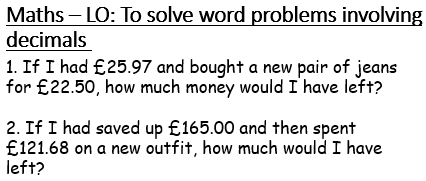 Maths – LO: To solve word problems involving
decimals
1. If I had £25.97 and bought a new pair of jeans
for £22.50, how much money would I have left?
2. If I had saved up £165.00 and then spent
£121.68 on a new outfit, how much would I have
left?